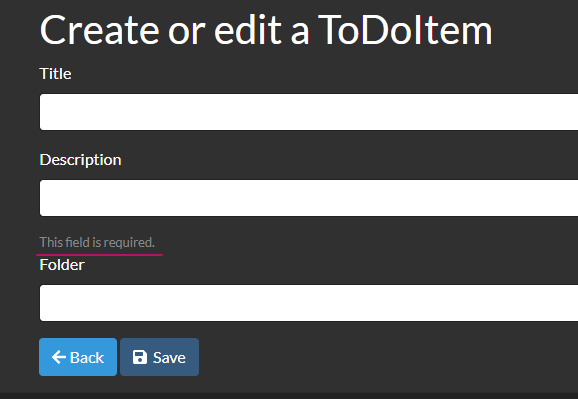 Create or edit a ToDoItem
Title
Description
This field is required.
Folder
Back Save